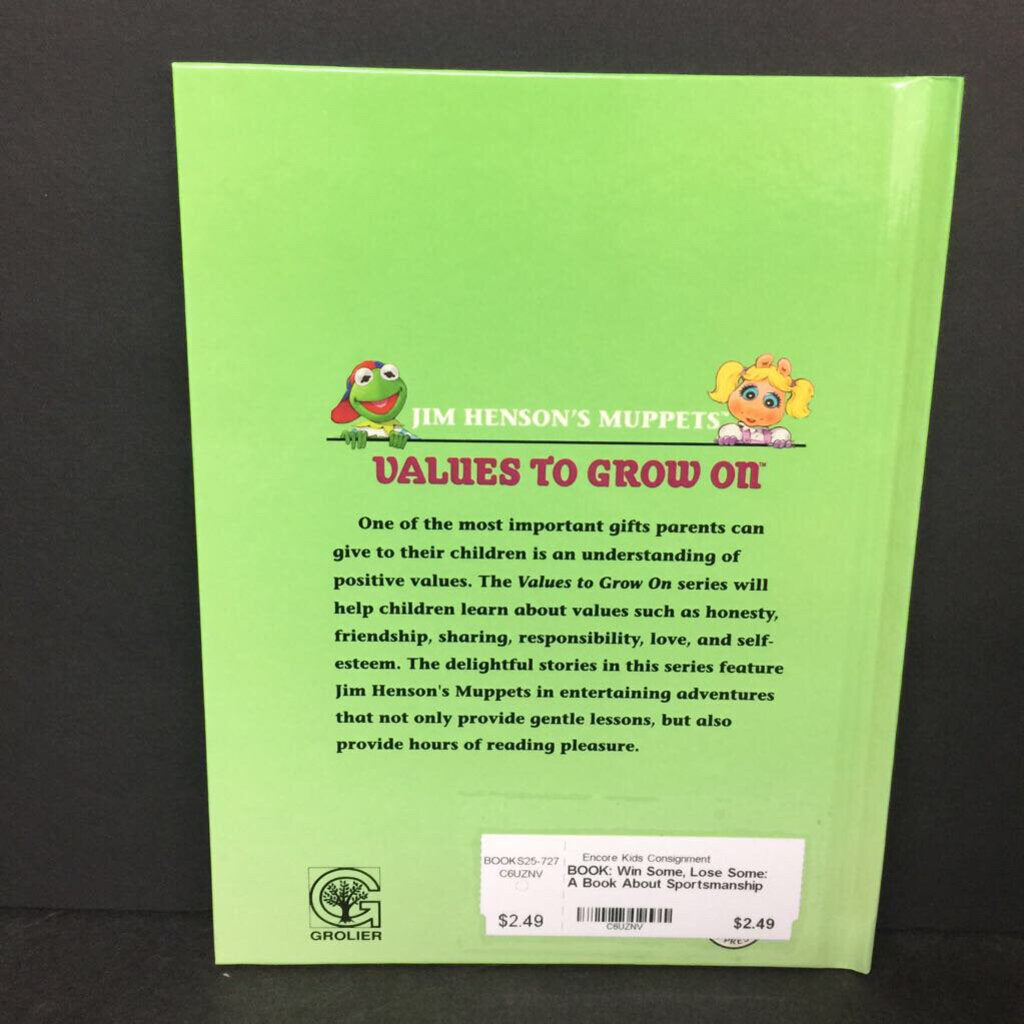 JIM HENSON'S MUPPETS™
VALUES TO GROW ON™
One of the most important gifts parents can
give to their children is an understanding of
positive values. The Values to Grow On series will
help children learn about values such as honesty,
friendship, sharing, responsibility, love, and self-
esteem. The delightful stories in this series feature
Jim Henson's Muppets in entertaining adventures
that not only provide gentle lessons, but also
provide hours of reading pleasure.
G
GROLIER
BOOKS25-727
C6UZNV
$2.49
Encore Kids Consignment
BOOK: Win Some, Lose Some:
A Book About Sportsmanship
C6UZNV
$2.49